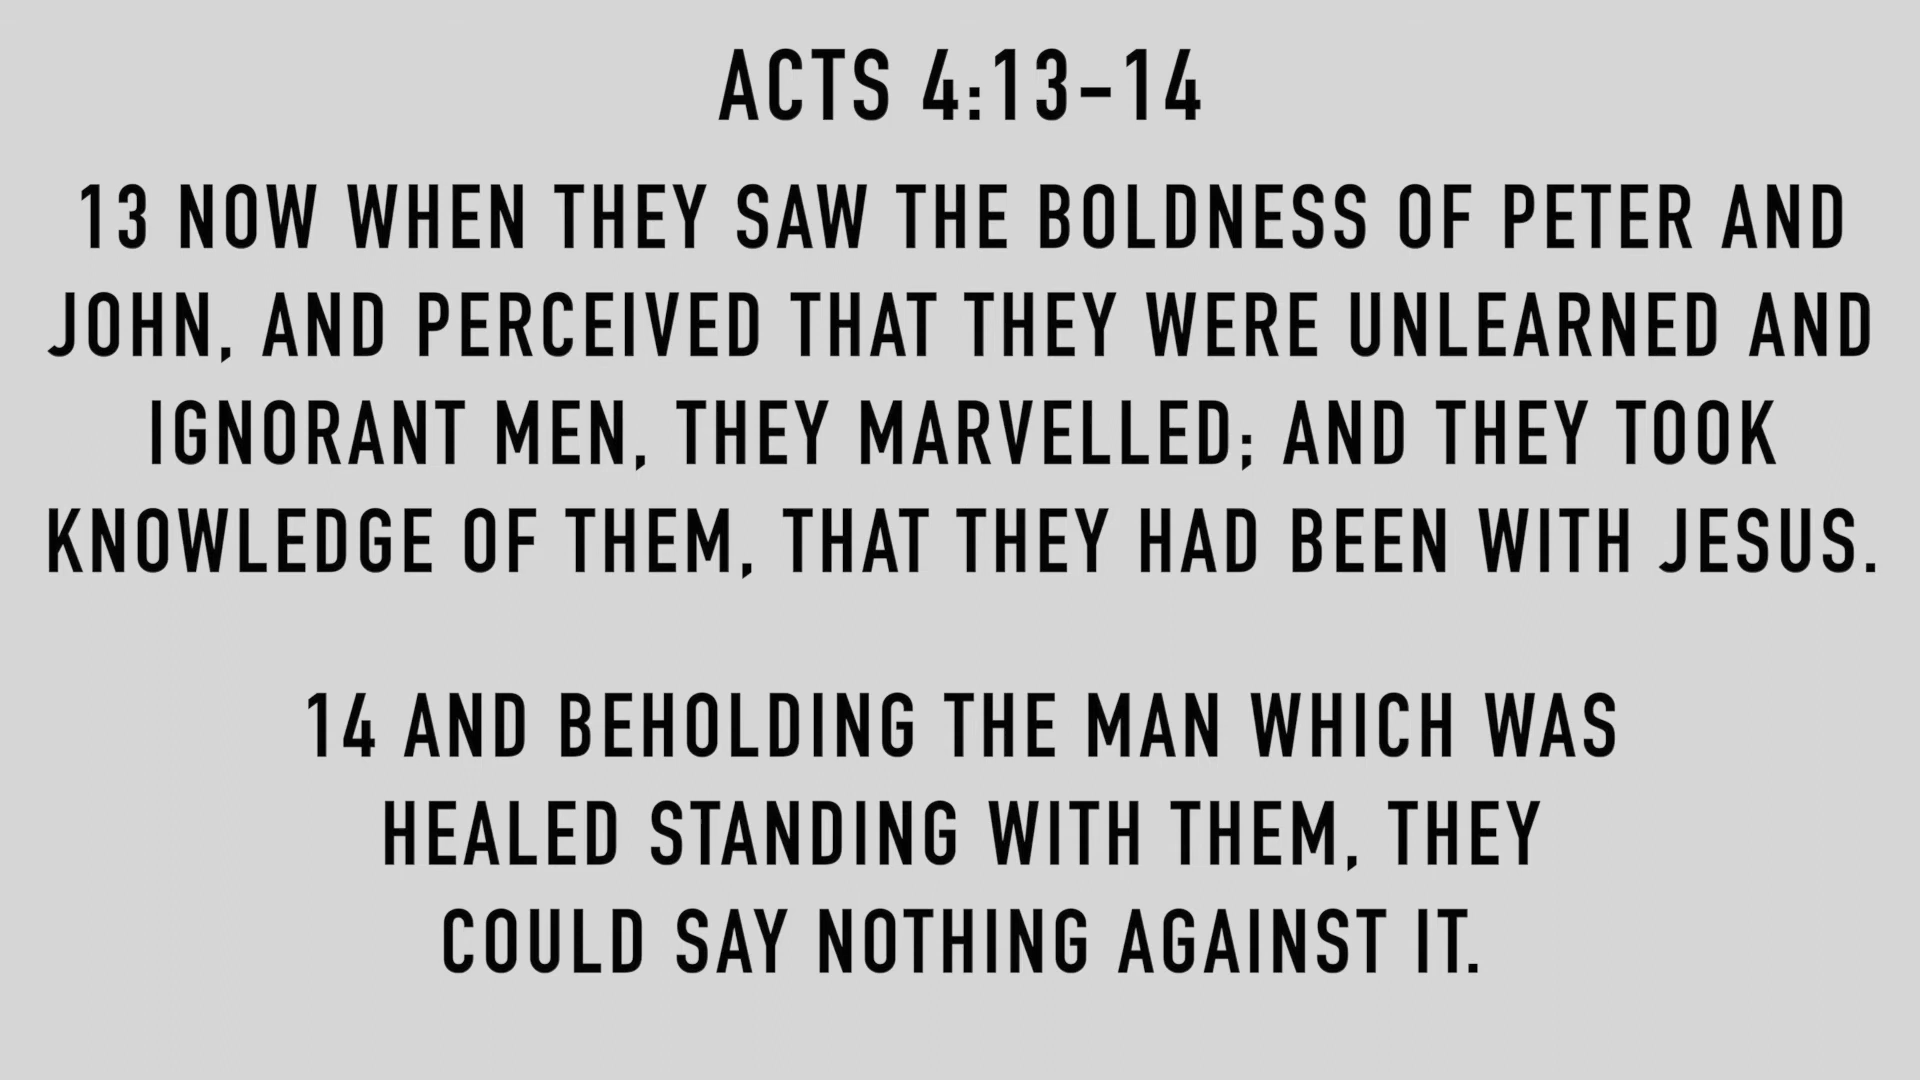 ACTS 4:13-14
13 NOW WHEN THEY SAW THE BOLDNESS OF PETER AND
JOHN, AND PERCEIVED THAT THEY WERE UNLEARNED AND
IGNORANT MEN, THEY MARVELLED; AND THEY TOOK
KNOWLEDGE OF THEM, THAT THEY HAD BEEN WITH JESUS.
14 AND BEHOLDING THE MAN WHICH WAS
HEALED STANDING WITH THEM, THEY
COULD SAY NOTHING AGAINST IT.